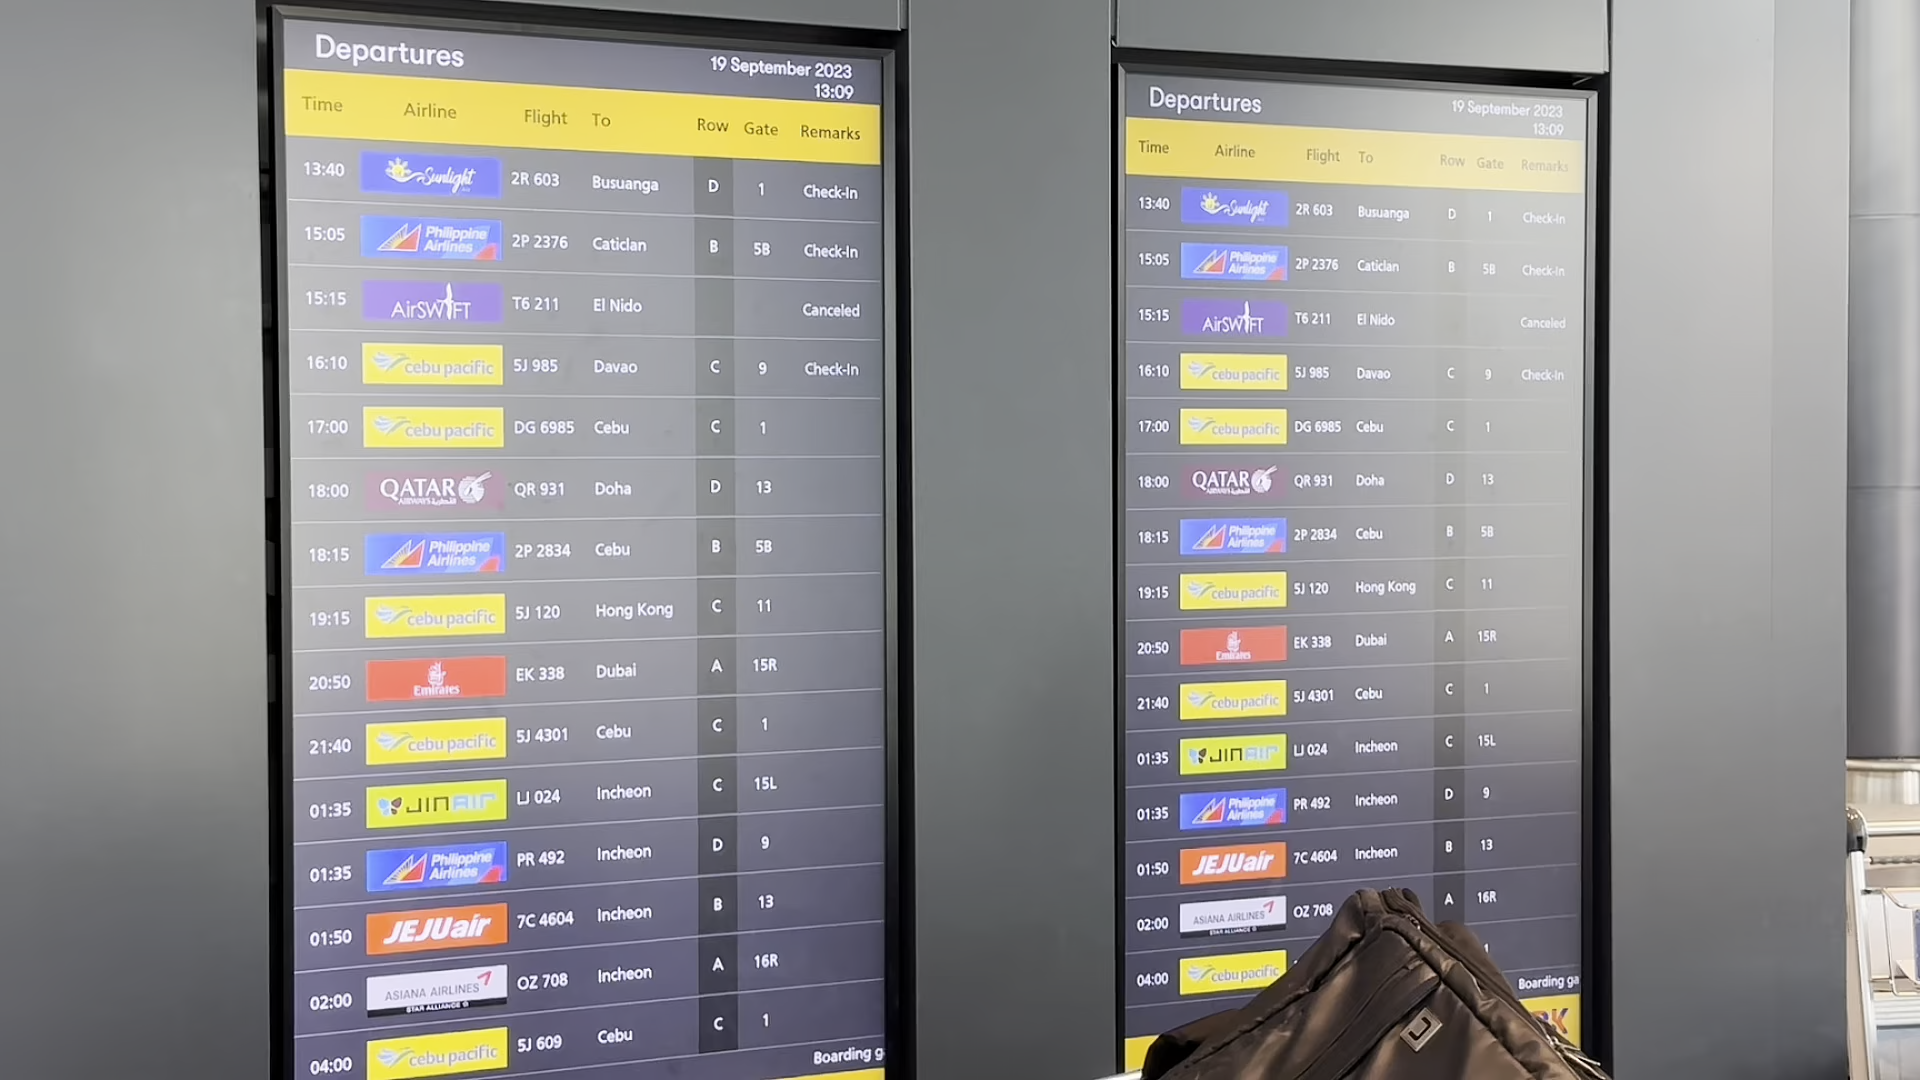 Departures
19 September 2023
13:09
Time Airline Flight To Row Gate Remarks
13:40 Sunlight 2R 603 Busuanga D 1 Check-In
15:05 Philippine Airlines 2P 2376 Caticlan B 5B Check-In
15:15 AirSWIFT T6 211 El Nido Canceled
16:10 cebu pacific 5J 985 Davao C 9 Check-In
17:00 cebu pacific DG 6985 Cebu C 1
18:00 QATAR AIRWAYS القطرية QR 931 Doha D 13
18:15 Philippine Airlines 2P 2834 Cebu B 5B
19:15 cebu pacific 5J 120 Hong Kong C 11
20:50 Emirates EK 338 Dubai A 15R
21:40 cebu pacific 5J 4301 Cebu C 1
01:35 JINAIR LJ 024 Incheon C 15L
01:35 Philippine Airlines PR 492 Incheon D 9
01:50 JEJUair 7C 4604 Incheon B 13
02:00 ASIANA AIRLINES STAR ALLIANCE OZ 708 Incheon A 16R
04:00 cebu pacific 5J 609 Cebu C 1
Boarding g
Departures
19 September 2023
13:09
Time Airline Flight To Row Gate Remarks
13:40 Sunlight 2R 603 Busuanga D 1 Check-In
15:05 Philippine Airlines 2P 2376 Caticlan B 5B Check-In
15:15 AirSWIFT T6 211 El Nido Canceled
16:10 cebu pacific 5J 985 Davao C 9 Check-In
17:00 cebu pacific DG 6985 Cebu C 1
18:00 QATAR AIRWAYS القطرية QR 931 Doha D 13
18:15 Philippine Airlines 2P 2834 Cebu B 5B
19:15 cebu pacific 5J 120 Hong Kong C 11
20:50 Emirates EK 338 Dubai A 15R
21:40 cebu pacific 5J 4301 Cebu C 1
01:35 JINAIR LJ 024 Incheon C 15L
01:35 Philippine Airlines PR 492 Incheon D 9
01:50 JEJUair 7C 4604 Incheon B 13
02:00 ASIANA AIRLINES STAR ALLIANCE OZ 708 A 16R
04:00 cebu pacific 1
Boarding ga